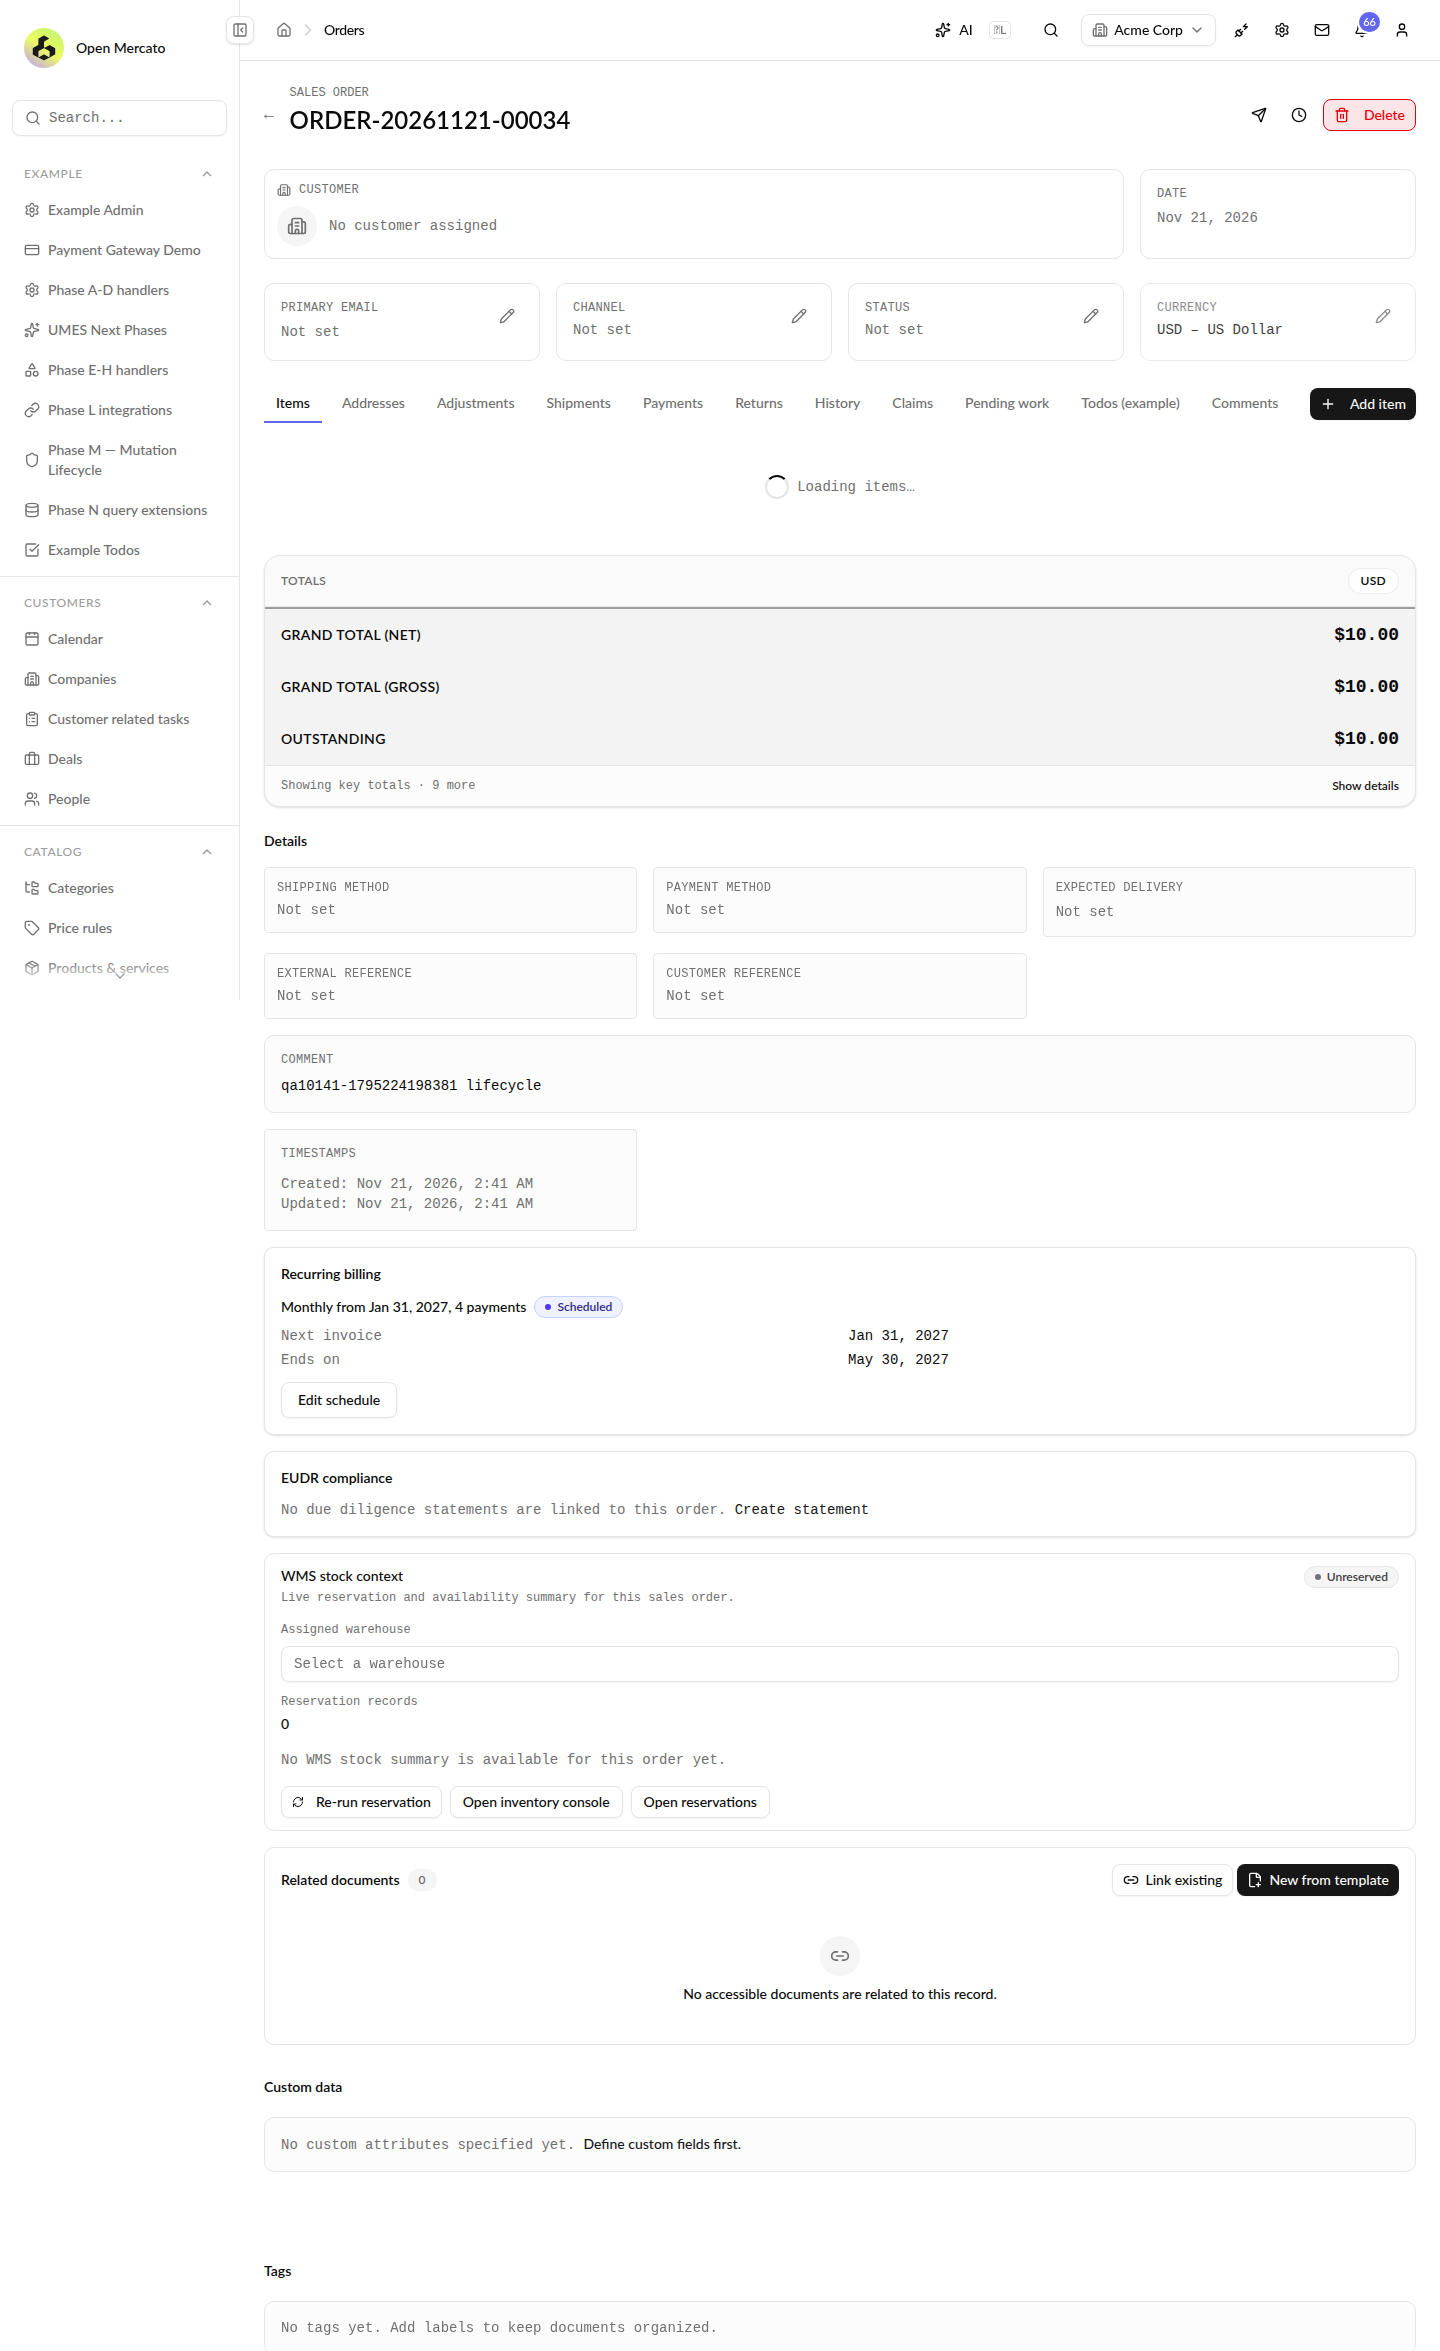 Open Mercato
Orders
AI
L
Acme Corp
66
Search...
EXAMPLE
Example Admin
Payment Gateway Demo
Phase A-D handlers
UMES Next Phases
Phase E-H handlers
Phase L integrations
Phase M — Mutation
Lifecycle
Phase N query extensions
Example Todos
CUSTOMERS
Calendar
Companies
Customer related tasks
Deals
People
CATALOG
Categories
Price rules
Products & services
←
SALES ORDER
ORDER-20261121-00034
Delete
CUSTOMER
No customer assigned
DATE
Nov 21, 2026
PRIMARY EMAIL
Not set
CHANNEL
Not set
STATUS
Not set
CURRENCY
USD – US Dollar
Items Addresses Adjustments Shipments Payments Returns History Claims Pending work Todos (example) Comments
Add item
Loading items…
TOTALS USD
GRAND TOTAL (NET) $10.00
GRAND TOTAL (GROSS) $10.00
OUTSTANDING $10.00
Showing key totals · 9 more Show details
Details
SHIPPING METHOD
Not set
PAYMENT METHOD
Not set
EXPECTED DELIVERY
Not set
EXTERNAL REFERENCE
Not set
CUSTOMER REFERENCE
Not set
COMMENT
qa10141-1795224198381 lifecycle
TIMESTAMPS
Created: Nov 21, 2026, 2:41 AM
Updated: Nov 21, 2026, 2:41 AM
Recurring billing
Monthly from Jan 31, 2027, 4 payments Scheduled
Next invoice Jan 31, 2027
Ends on May 30, 2027
Edit schedule
EUDR compliance
No due diligence statements are linked to this order. Create statement
WMS stock context Unreserved
Live reservation and availability summary for this sales order.
Assigned warehouse
Select a warehouse
Reservation records
0
No WMS stock summary is available for this order yet.
Re-run reservation Open inventory console Open reservations
Related documents 0 Link existing New from template
No accessible documents are related to this record.
Custom data
No custom attributes specified yet. Define custom fields first.
Tags
No tags yet. Add labels to keep documents organized.